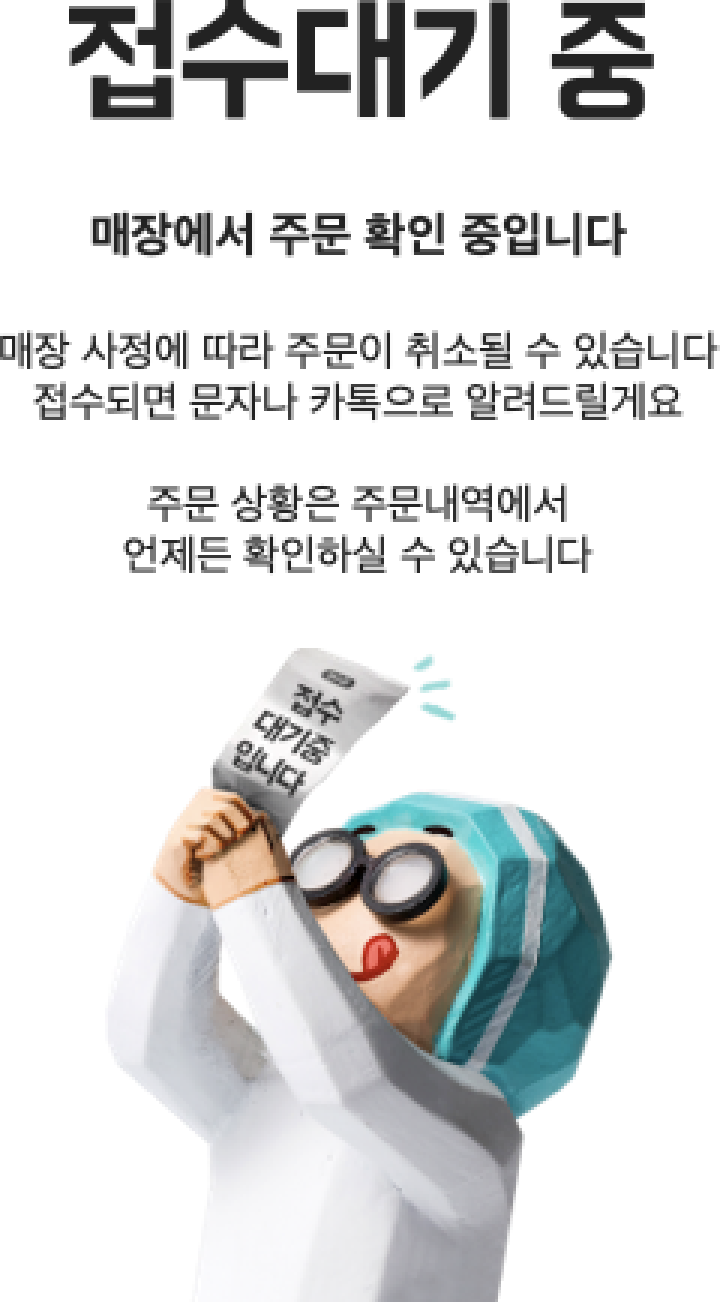 접수대기 중
매장에서 주문 확인 중입니다
매장 사정에 따라 주문이 취소될 수 있습니다
접수되면 문자나 카톡으로 알려드릴게요
주문 상황은 주문내역에서
언제든 확인하실 수 있습니다
접수
대기중
입니다